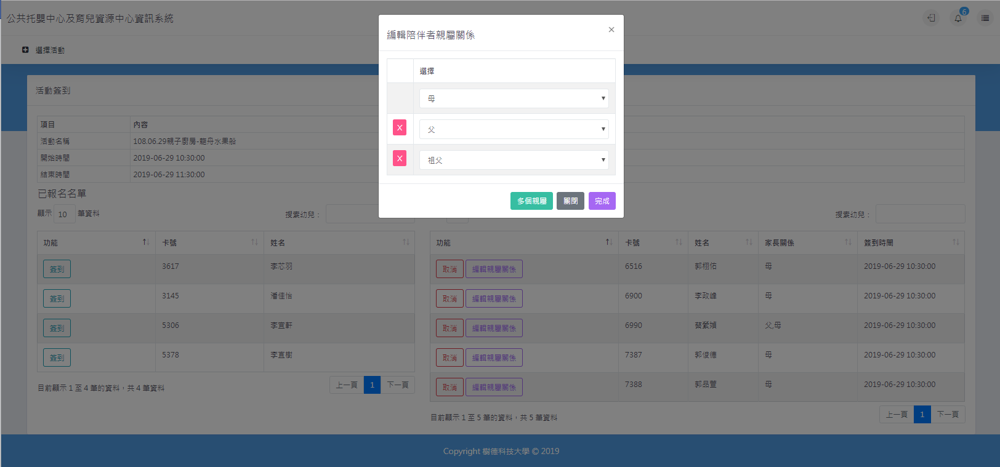 公共托嬰中心及育兒資源中心資訊系統
6
選擇活動
編輯陪伴者親屬關係
×
選擇
母
X 父
X 祖父
多個親屬 關閉 完成
活動簽到
項目 內容
活動名稱 108.06.29親子廚房-龍舟水果船
開始時間 2019-06-29 10:30:00
結束時間 2019-06-29 11:30:00
已報名名單
顯示 10 筆資料 搜索幼兒：
功能 卡號 姓名
簽到 3617 李芯羽
簽到 3145 潘佳怡
簽到 5306 李宜軒
簽到 5378 李宜樹
目前顯示 1 至 4 筆的資料，共 4 筆資料
上一頁 1 下一頁
搜索幼兒：
功能 卡號 姓名 家長關係 簽到時間
取消 編輯親屬關係 6516 郭栩佑 母 2019-06-29 10:30:00
取消 編輯親屬關係 6900 李政峰 母 2019-06-29 10:30:00
取消 編輯親屬關係 6990 父,母 2019-06-29 10:30:00
取消 編輯親屬關係 7387 郭俊德 母 2019-06-29 10:30:00
取消 編輯親屬關係 7388 郭品萱 母 2019-06-29 10:30:00
目前顯示 1 至 5 筆的資料，共 5 筆資料
上一頁 1 下一頁
Copyright 樹德科技大學 © 2019